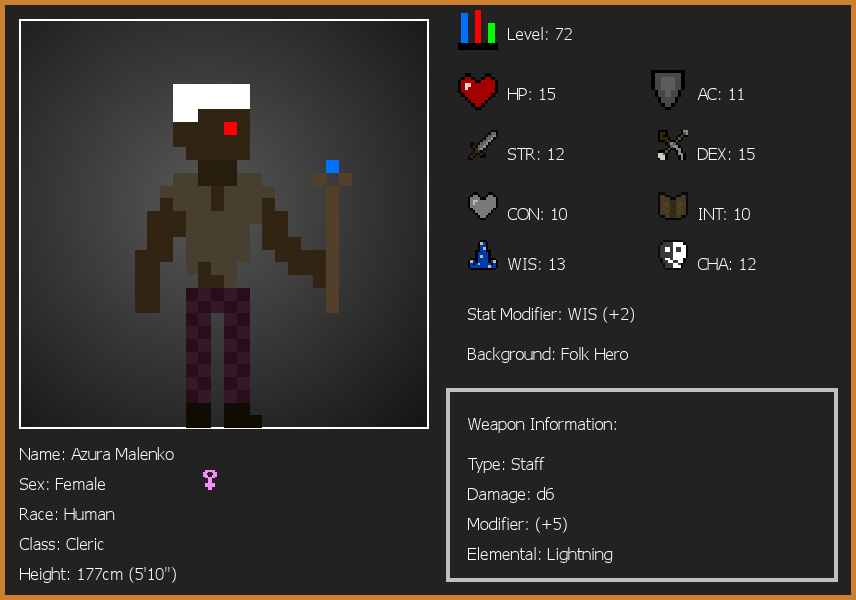 Level: 72
HP: 15
AC: 11
STR: 12
DEX: 15
CON: 10
INT: 10
WIS: 13
CHA: 12
Stat Modifier: WIS (+2)
Background: Folk Hero
Weapon Information:
Type: Staff
Damage: d6
Modifier: (+5)
Elemental: Lightning
Name: Azura Malenko
Sex: Female
Race: Human
Class: Cleric
Height: 177cm (5'10")